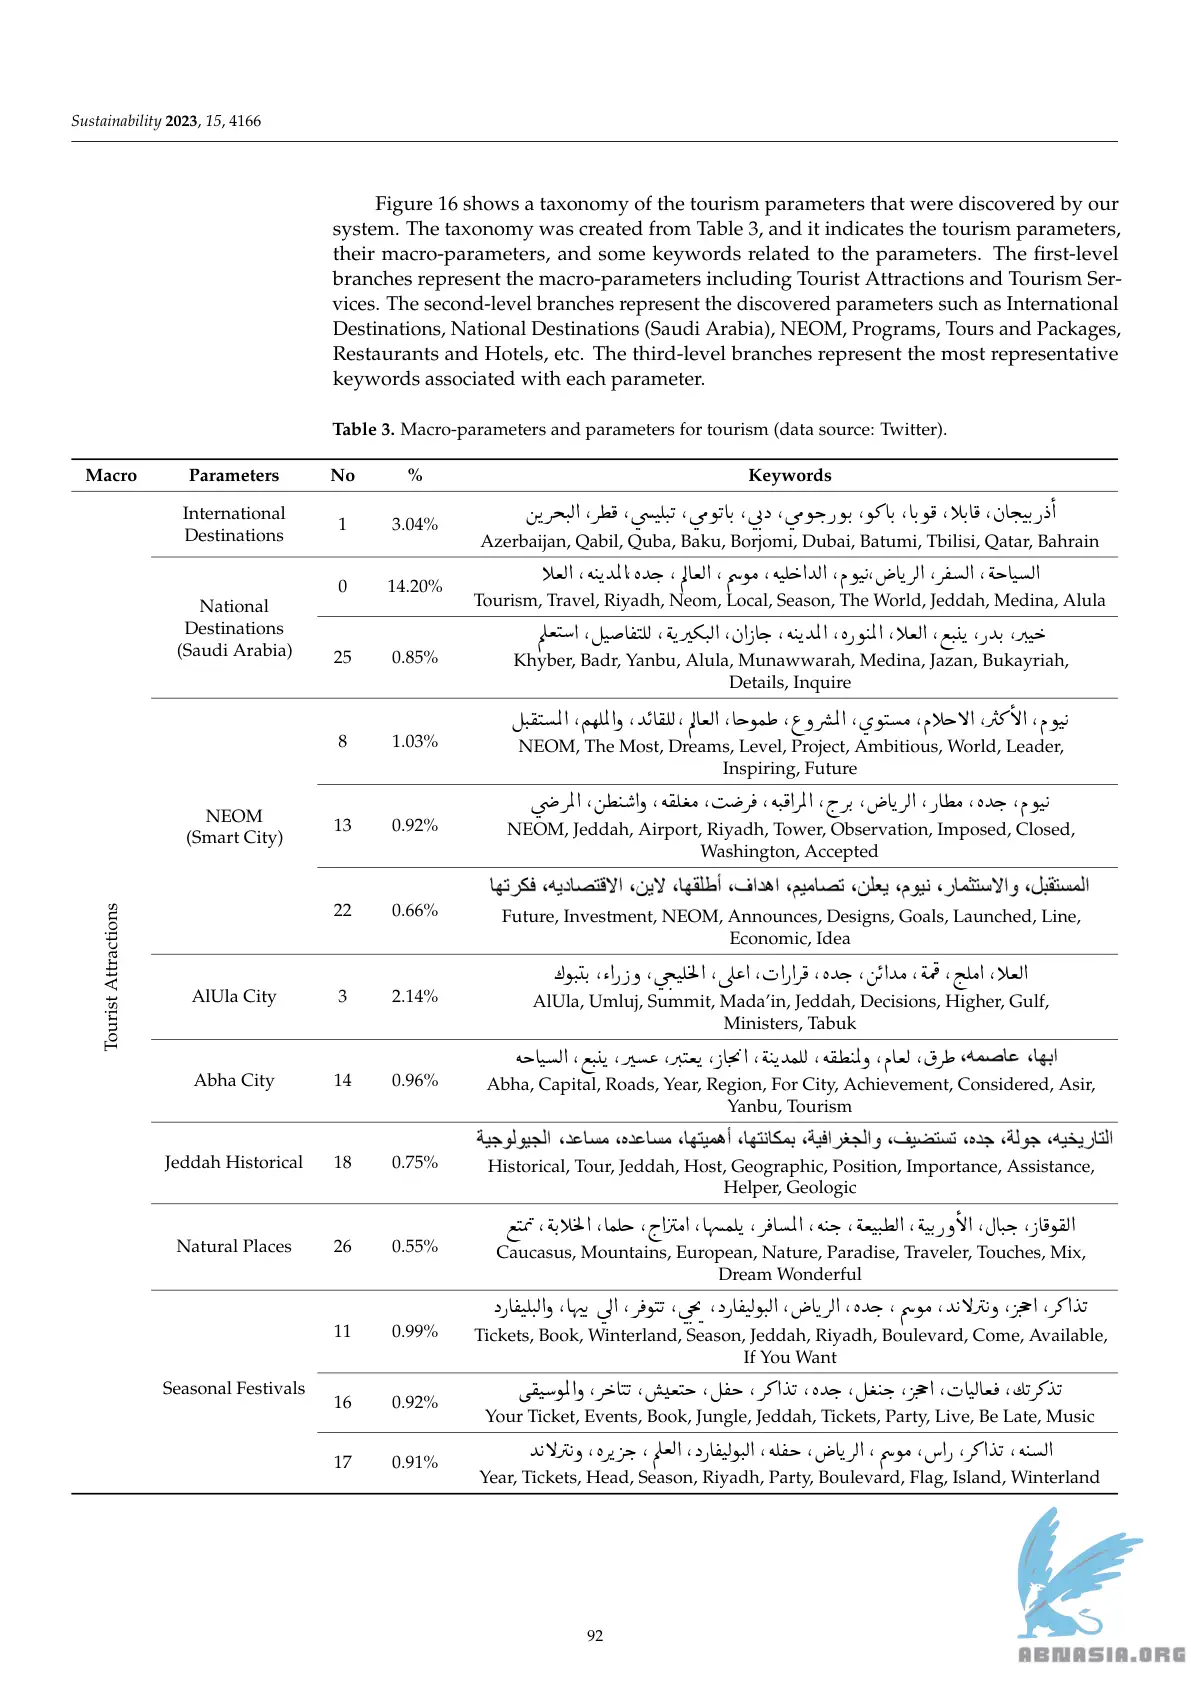 Sustainability 2023, 15, 4166
Figure 16 shows a taxonomy of the tourism parameters that were discovered by our
system. The taxonomy was created from Table 3, and it indicates the tourism parameters,
their macro-parameters, and some keywords related to the parameters. The first-level
branches represent the macro-parameters including Tourist Attractions and Tourism Ser-
vices. The second-level branches represent the discovered parameters such as International
Destinations, National Destinations (Saudi Arabia), NEOM, Programs, Tours and Packages,
Restaurants and Hotels, etc. The third-level branches represent the most representative
keywords associated with each parameter.
Table 3. Macro-parameters and parameters for tourism (data source: Twitter).
Macro Parameters No % Keywords
Tourist Attractions
International
Destinations
1 3.04%
أذربيجان، قابالا، قوبا، باكو، بورجومي، دبي، باتومي، تبليسي، قطر، البحرين
Azerbaijan, Qabil, Quba, Baku, Borjomi, Dubai, Batumi, Tbilisi, Qatar, Bahrain
National
Destinations
(Saudi Arabia)
0 14.20%
السياحة، السفر، الرياض،نيوم، الداخليه، موسم، العالم، جده، المدينه، العلا
Tourism, Travel, Riyadh, Neom, Local, Season, The World, Jeddah, Medina, Alula
25 0.85%
خيبر، بدر، ينبع، العلا، المنوره، المدينه، جازان، البكيرية، للتفاصيل، استعلم
Khyber, Badr, Yanbu, Alula, Munawwarah, Medina, Jazan, Bukayriah,
Details, Inquire
NEOM
(Smart City)
8 1.03%
نيوم، الأكثر، الاحلام، مستوي، المشروع، طموحا، العالم، للقائد، والملهم، المستقبل
NEOM, The Most, Dreams, Level, Project, Ambitious, World, Leader,
Inspiring, Future
13 0.92%
نيوم، جده، مطار، الرياض، برج، المراقبه، فرضت، مغلقه، واشنطن، المرضي
NEOM, Jeddah, Airport, Riyadh, Tower, Observation, Imposed, Closed,
Washington, Accepted
22 0.66%
المستقبل، والاستثمار، نيوم، يعلن، تصاميم، اهداف، أطلقها، لاين، الاقتصاديه، فكرتها
Future, Investment, NEOM, Announces, Designs, Goals, Launched, Line,
Economic, Idea
AlUla City 3 2.14%
العلا، املج، قمة، مدائن، جده، قرارات، اعلى، الخليجي، وزراء، بتبوك
AlUla, Umluj, Summit, Mada’in, Jeddah, Decisions, Higher, Gulf,
Ministers, Tabuk
Abha City 14 0.96%
ابها، عاصمه، طرق، لعام، ولمنطقه، للمدينة، انجاز، يعتبر، عسير، ينبع، السياحه
Abha, Capital, Roads, Year, Region, For City, Achievement, Considered, Asir,
Yanbu, Tourism
Jeddah Historical 18 0.75%
التاريخيه، جولة، جده، تستضيف، والجغرافية، بمكانتها، أهميتها، مساعده، مساعد، الجيولوجية
Historical, Tour, Jeddah, Host, Geographic, Position, Importance, Assistance,
Helper, Geologic
Natural Places 26 0.55%
القوقاز، جبال، الأوروبية، الطبيعة، جنه، المسافر، يلمسها، امتزاج، حلما، الخلابة، تمتع
Caucasus, Mountains, European, Nature, Paradise, Traveler, Touches, Mix,
Dream Wonderful
Seasonal Festivals
11 0.99%
تذاكر، احجز، ونترلاند، موسم، جده، الرياض، البوليفارد، يجي، تتوفر، الي يبيها، والبليفارد
Tickets, Book, Winterland, Season, Jeddah, Riyadh, Boulevard, Come, Available,
If You Want
16 0.92%
تذكرتك، فعاليات، احجز، جنغل، جده، تذاكر، حفل، حتعيش، تتاخر، والموسيقى
Your Ticket, Events, Book, Jungle, Jeddah, Tickets, Party, Live, Be Late, Music
17 0.91%
السنه، تذاكر، راس، موسم، الرياض، حفله، البوليفارد، العلم، جزيره، ونترلاند
Year, Tickets, Head, Season, Riyadh, Party, Boulevard, Flag, Island, Winterland
92
ABNASIA.ORG